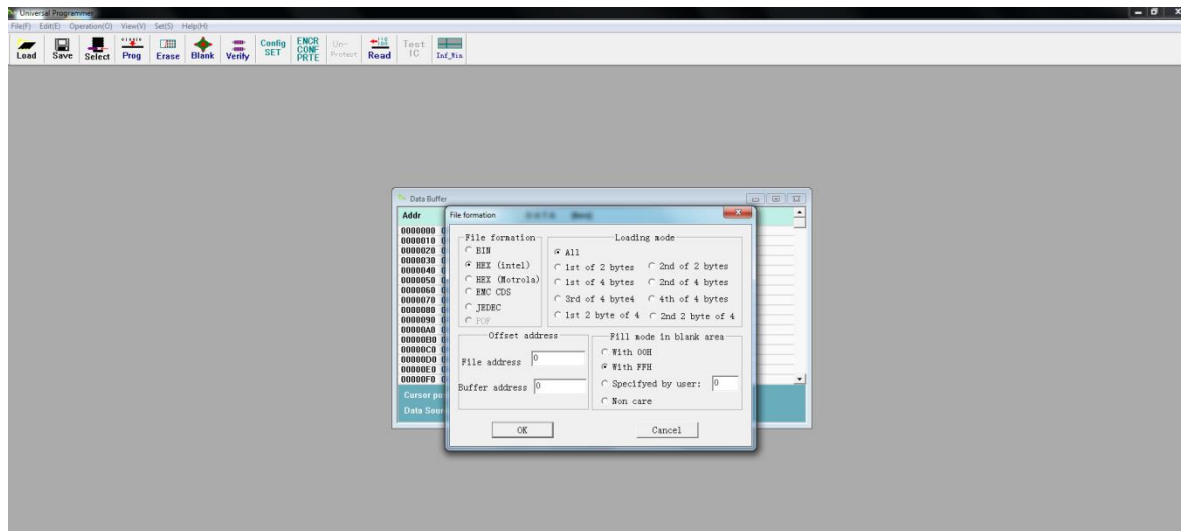 Universal Programmer
File(F) Edit(E) Operation(O) View(V) Set(S) Help(H)
Load Save Select Prog Erase Blank Verify Config SET ENCR CONF PRTE Un-Protect Read Test IC Inf_Win
Data Buffer
Addr
File formation
0000000
0000010
0000020
0000030
0000040
0000050
0000060
0000070
0000080
0000090
00000A0
00000B0
00000C0
00000D0
00000E0
00000F0
Cursor
Data
File formation
BIN
HEX (intel)
HEX (Motrola)
EMC CDS
JEDEC
POF
Loading mode
All
1st of 2 bytes 2nd of 2 bytes
1st of 4 bytes 2nd of 4 bytes
3rd of 4 byte4 4th of 4 bytes
1st 2 byte of 4 2nd 2 byte of 4
Offset address
File address 0
Buffer address 0
Fill mode in blank area
With 00H
With FFH
Specifyed by user: 0
Non care
OK Cancel